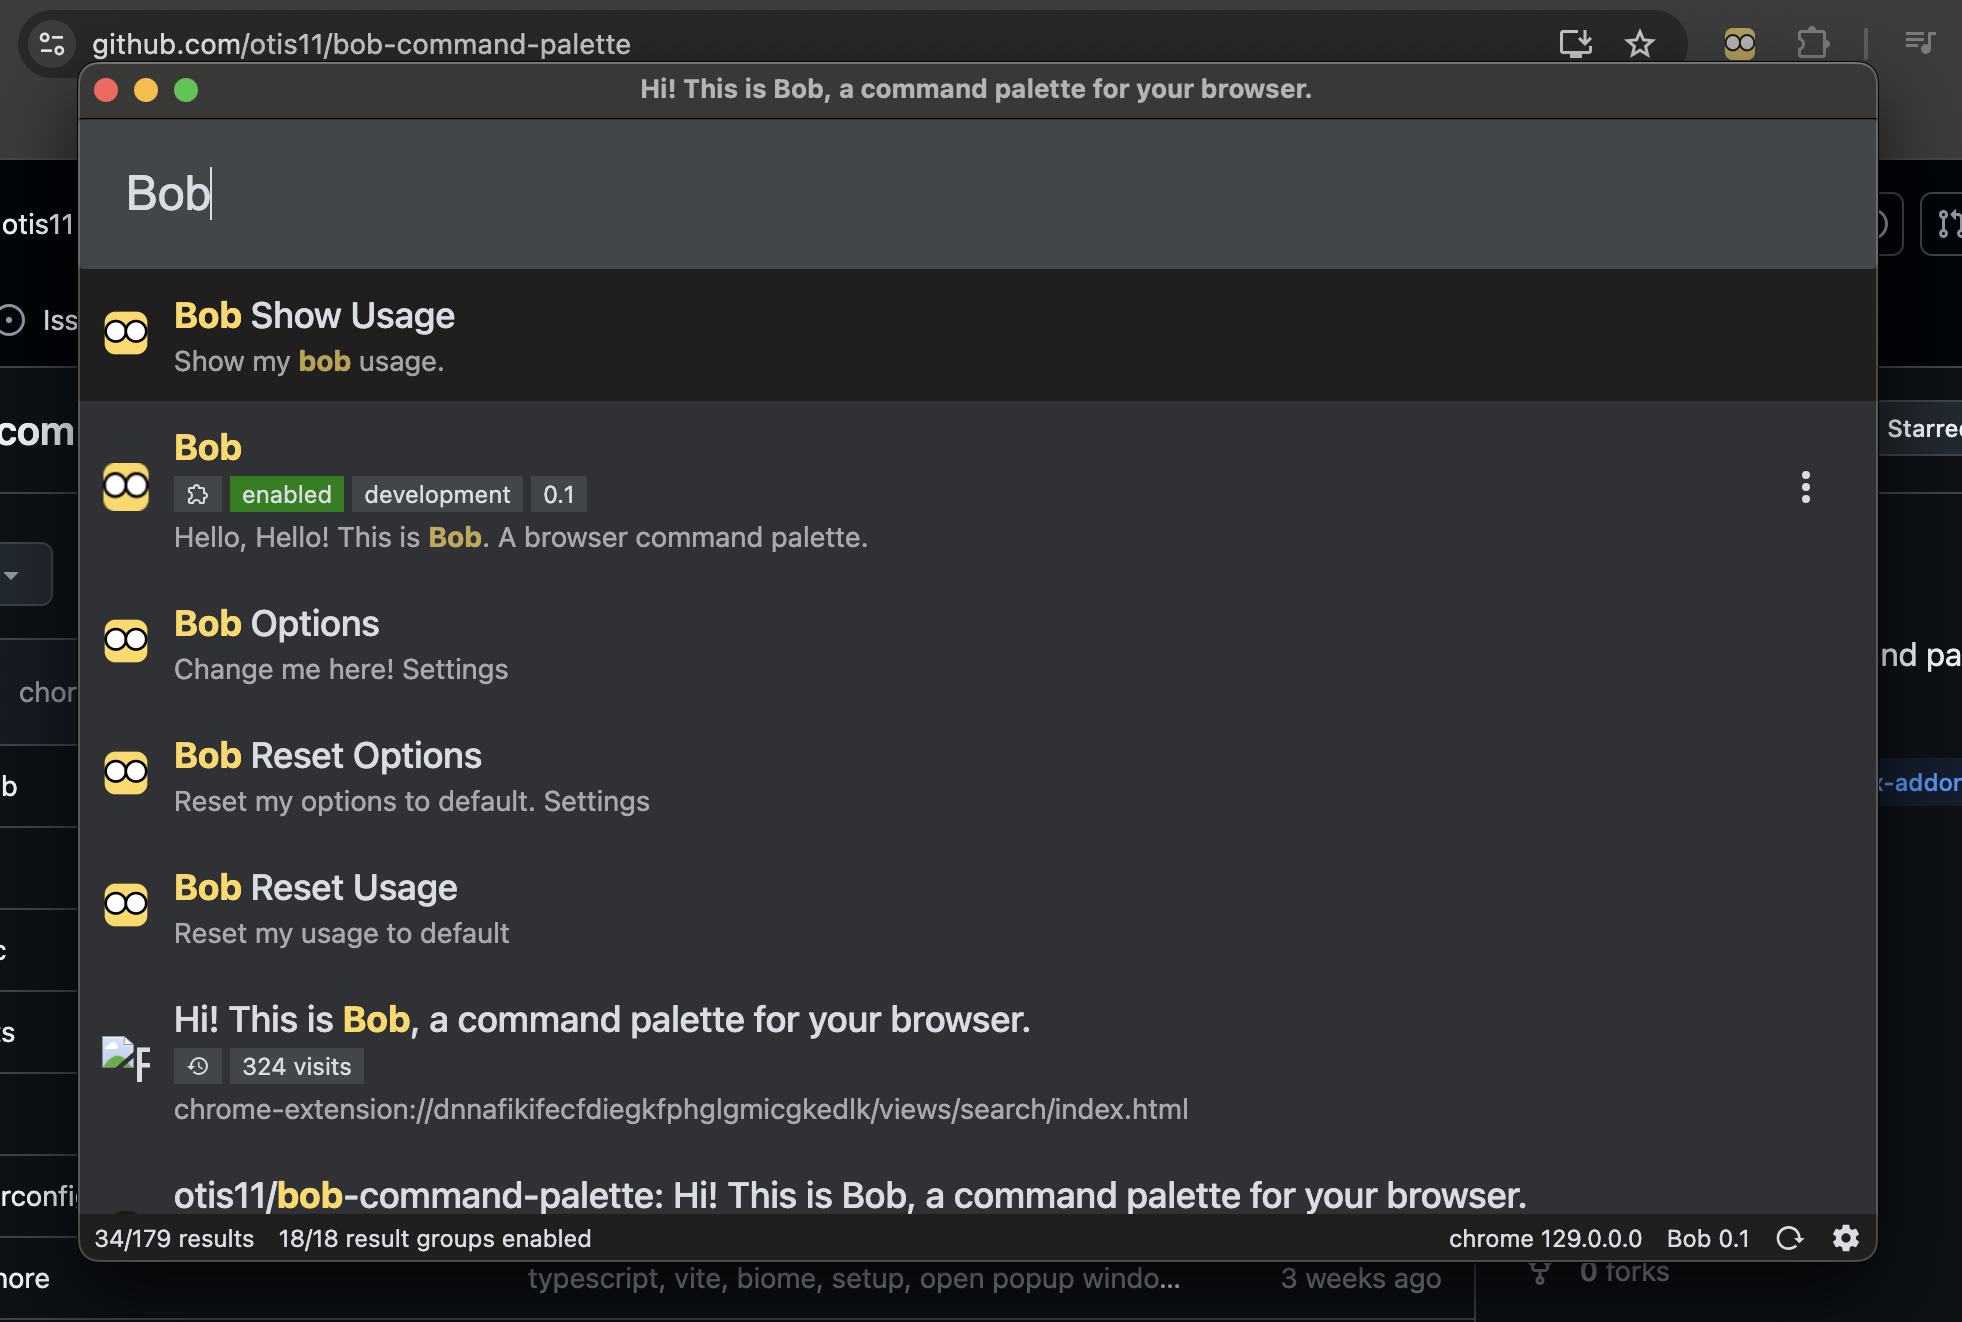 github.com/otis11/bob-command-palette
Hi! This is Bob, a command palette for your browser.
Bob
otis11
Iss
com
chor
b
ts
rconfi
nore
Bob Show Usage
Show my bob usage.
Bob
enabled development 0.1
Hello, Hello! This is Bob. A browser command palette.
Bob Options
Change me here! Settings
Bob Reset Options
Reset my options to default. Settings
Bob Reset Usage
Reset my usage to default
Hi! This is Bob, a command palette for your browser.
324 visits
chrome-extension://dnnafikifecfdiegkfphglgmicgkedlk/views/search/index.html
otis11/bob-command-palette: Hi! This is Bob, a command palette for your browser.
34/179 results 18/18 result groups enabled
chrome 129.0.0.0 Bob 0.1
Starred
nd pa
x-addon
typescript, vite, biome, setup, open popup windo... 3 weeks ago
0 forks